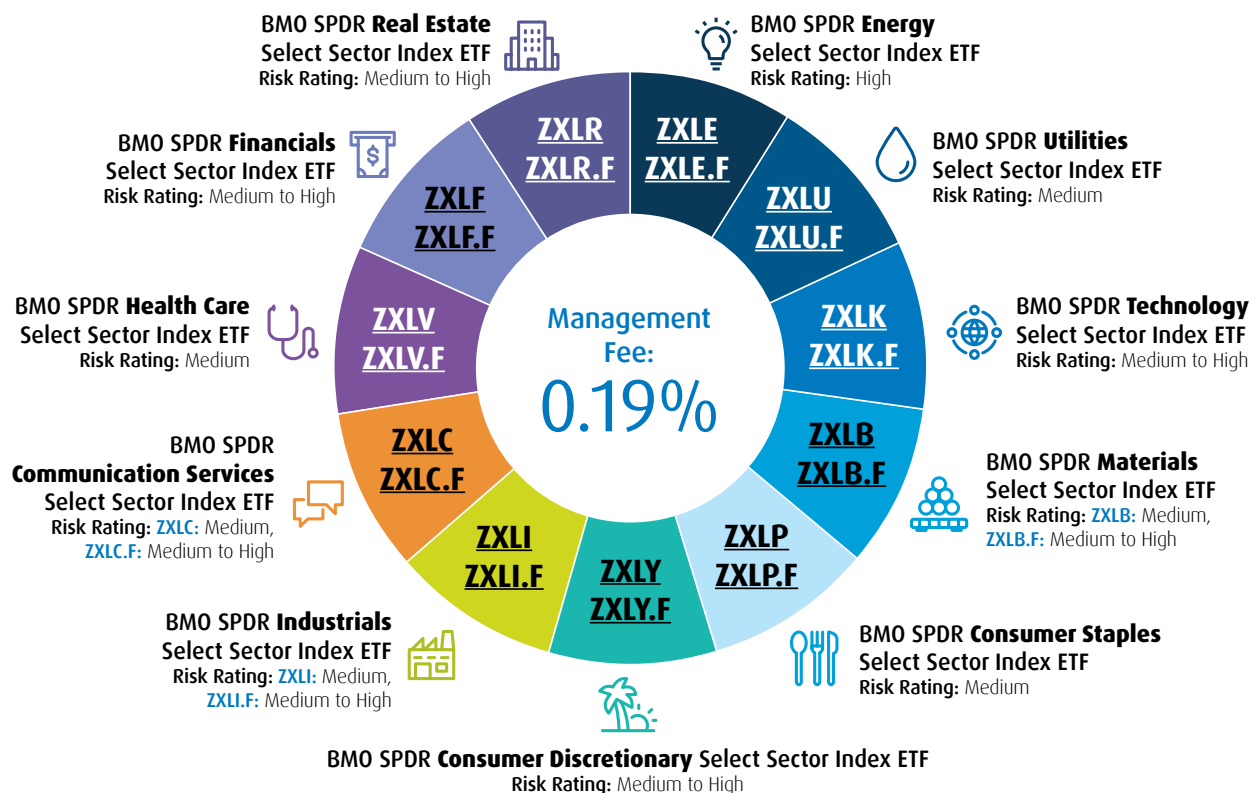 BMO SPDR Real Estate
Select Sector Index ETF
Risk Rating: Medium to High
BMO SPDR Energy
Select Sector Index ETF
Risk Rating: High
BMO SPDR Financials
Select Sector Index ETF
Risk Rating: Medium to High
BMO SPDR Utilities
Select Sector Index ETF
Risk Rating: Medium
BMO SPDR Health Care
Select Sector Index ETF
Risk Rating: Medium
BMO SPDR Technology
Select Sector Index ETF
Risk Rating: Medium to High
BMO SPDR
Communication Services
Select Sector Index ETF
Risk Rating: ZXLC: Medium,
ZXLC.F: Medium to High
BMO SPDR Materials
Select Sector Index ETF
Risk Rating: ZXLB: Medium,
ZXLB.F: Medium to High
BMO SPDR Industrials
Select Sector Index ETF
Risk Rating: ZXLI: Medium,
ZXLI.F: Medium to High
BMO SPDR Consumer Staples
Select Sector Index ETF
Risk Rating: Medium
BMO SPDR Consumer Discretionary Select Sector Index ETF
Risk Rating: Medium to High
ZXLR
ZXLR.F
ZXLE
ZXLE.F
ZXLF
ZXLF.F
ZXLU
ZXLU.F
ZXLV
ZXLV.F
ZXLK
ZXLK.F
ZXLC
ZXLC.F
ZXLB
ZXLB.F
ZXLI
ZXLI.F
ZXLY
ZXLY.F
ZXLP
ZXLP.F
Management
Fee:
0.19%
$